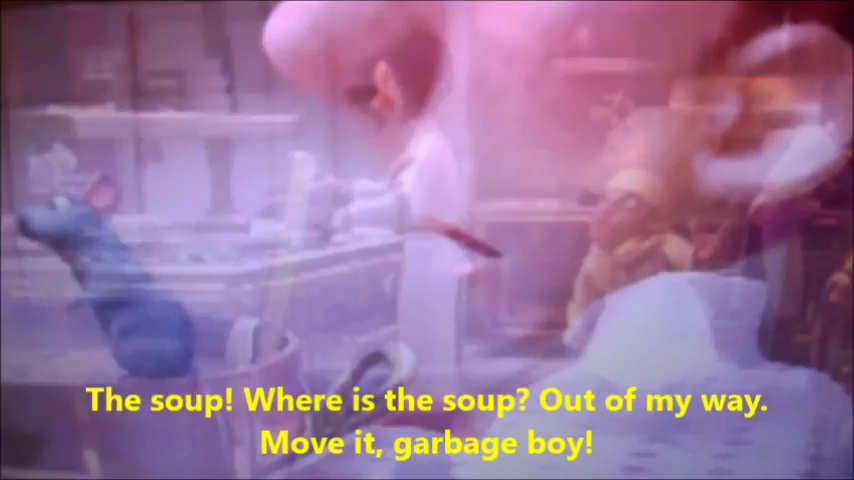 The soup! Where is the soup? Out of my way.
Move it, garbage boy!